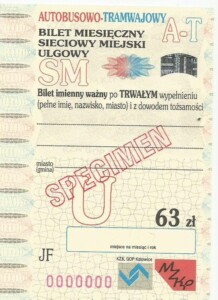 AUTOBUSOWO-TRAMWAJOWY
BILET MIESIĘCZNY
SIECIOWY MIEJSKI
ULGOWY
A-T
SM
Bilet imienny ważny po TRWAŁYM wypełnieniu
(pełne imię, nazwisko, miasto) i z dowodem tożsamości
SPECIMEN
miasto
(gmina)
U
63 zł
miejsce na miesiąc i rok
JF
KZK GOP Katowice
0000000